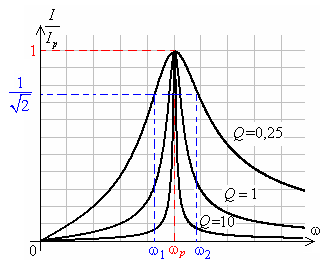 I/I_p
1
1/√2
Q=0,25
Q = 1
Q=10
0
ω₁ ω_p ω₂ ω